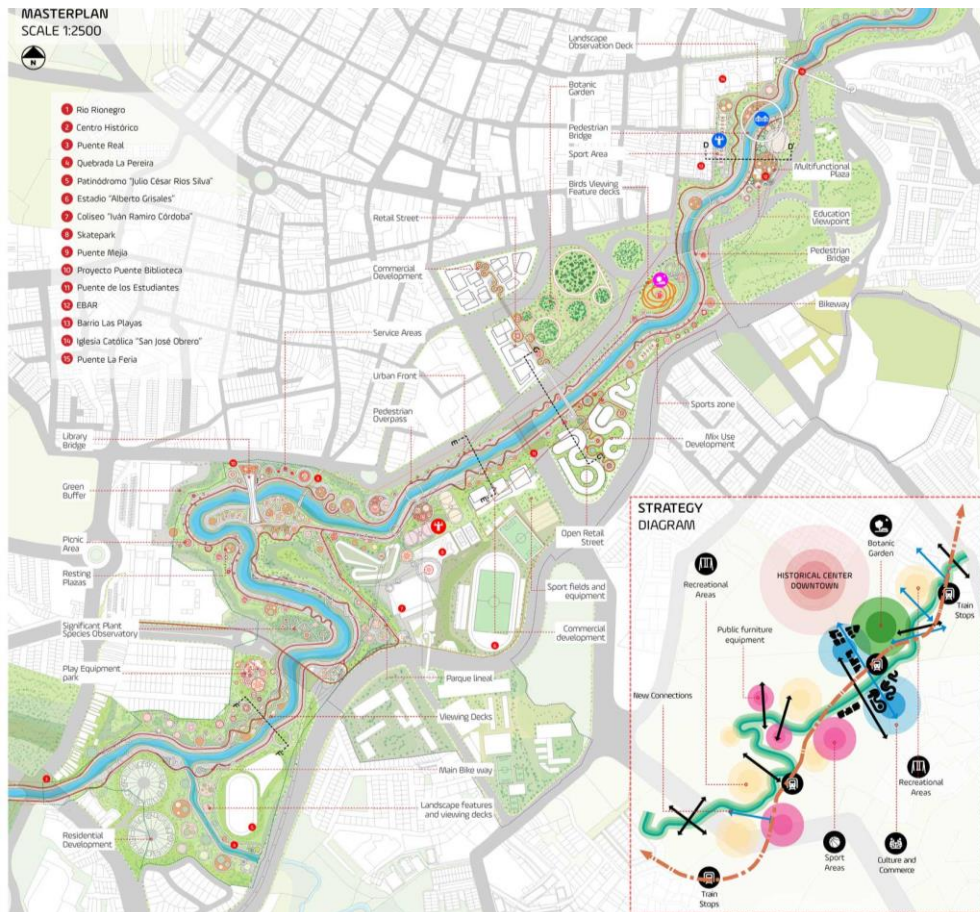 MASTERPLAN
SCALE 1:2500
N
1 Rio Rionegro
2 Centro Histórico
3 Puente Real
4 Quebrada La Pereira
5 Patinódromo "Julio César Rios Silva"
6 Estadio "Alberto Grisales"
7 Coliseo "Iván Ramiro Córdoba"
8 Skatepark
9 Puente Mejia
10 Proyecto Puente Biblioteca
11 Puente de los Estudiantes
12 EBAR
13 Barrio Las Playas
14 Iglesia Católica "San José Obrero"
15 Puente La Feria
Landscape
Observation Deck
Botanic
Garden
Pedestrian
Bridge
Sport Area
Birds Viewing
Feature decks
Retail Street
Commercial
Development
Service Areas
Urban Front
Pedestrian
Overpass
Library
Bridge
Green
Buffer
Picnic
Area
Resting
Plazas
Significant Plant
Species Observatory
Play Equipment
park
Residential
Development
D
D'
Multifunctional
Plaza
Education
Viewpoint
Pedestrian
Bridge
Bikeway
Sports zone
Mix Use
Development
Open Retail
Street
Sport fields and
equipment
Commercial
development
Parque lineal
Viewing Decks
Main Bike way
Landscape features
and viewing decks
STRATEGY
DIAGRAM
Botanic
Garden
Recreational
Areas
HISTORICAL CENTER
DOWNTOWN
Train
Stops
Public furniture
equipment
New Connections
Recreational
Areas
Sport
Areas
Culture and
Commerce
Train
Stops